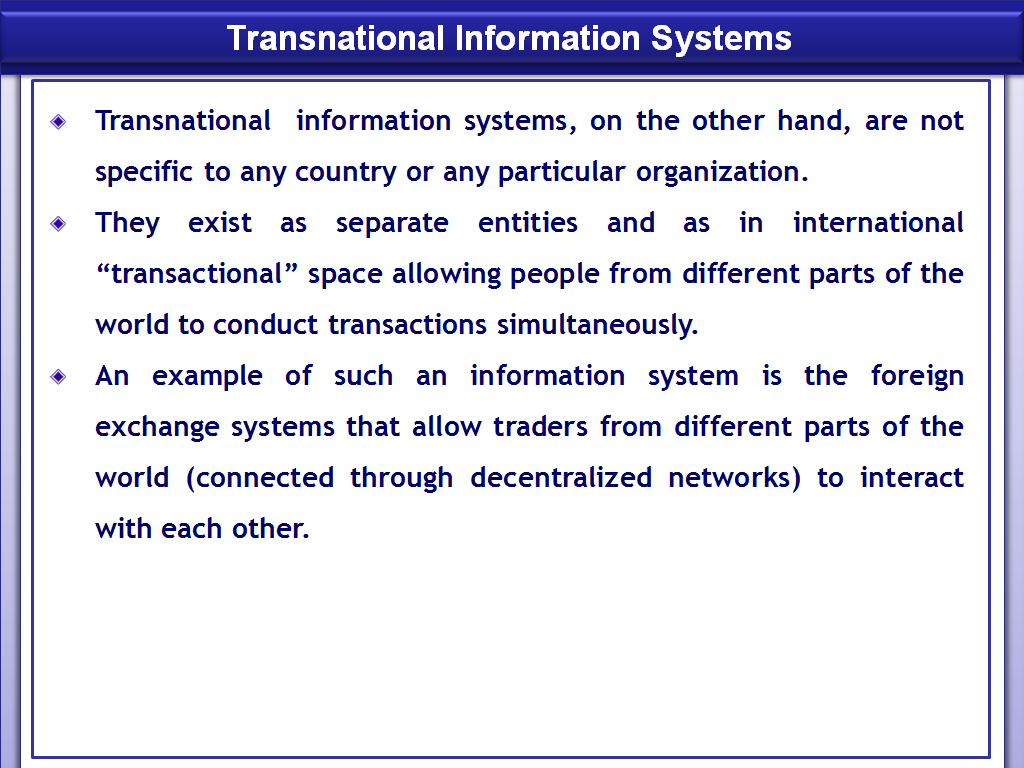 Transnational Information Systems
Transnational information systems, on the other hand, are not
specific to any country or any particular organization.
They exist as separate entities and as in international
“transactional” space allowing people from different parts of the
world to conduct transactions simultaneously.
An example of such an information system is the foreign
exchange systems that allow traders from different parts of the
world (connected through decentralized networks) to interact
with each other.